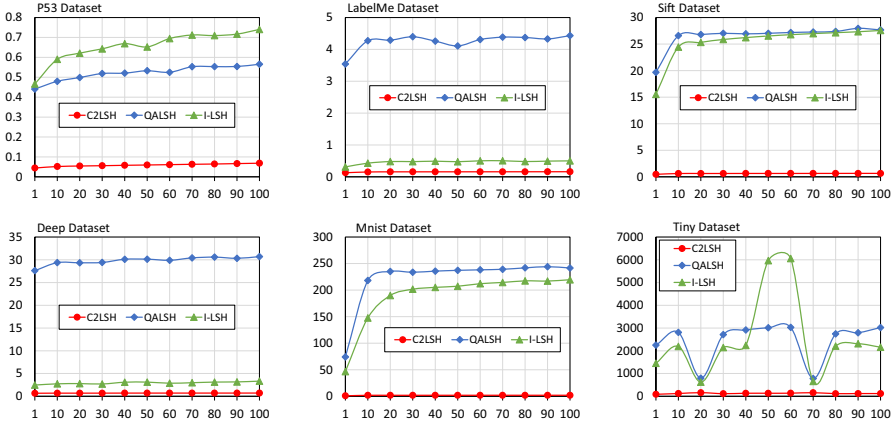 P53 Dataset
0.8
0.7
0.6
0.5
0.4
0.3
0.2
0.1
0
C2LSH QALSH I-LSH
1 10 20 30 40 50 60 70 80 90 100
LabelMe Dataset
5
4
3
2
1
0
C2LSH QALSH I-LSH
1 10 20 30 40 50 60 70 80 90 100
Sift Dataset
30
25
20
15
10
5
0
C2LSH QALSH I-LSH
1 10 20 30 40 50 60 70 80 90 100
Deep Dataset
35
30
25
20
15
10
5
0
C2LSH QALSH I-LSH
1 10 20 30 40 50 60 70 80 90 100
Mnist Dataset
300
250
200
150
100
50
0
C2LSH QALSH I-LSH
1 10 20 30 40 50 60 70 80 90 100
Tiny Dataset
7000
6000
5000
4000
3000
2000
1000
0
C2LSH
QALSH
I-LSH
1 10 20 30 40 50 60 70 80 90 100